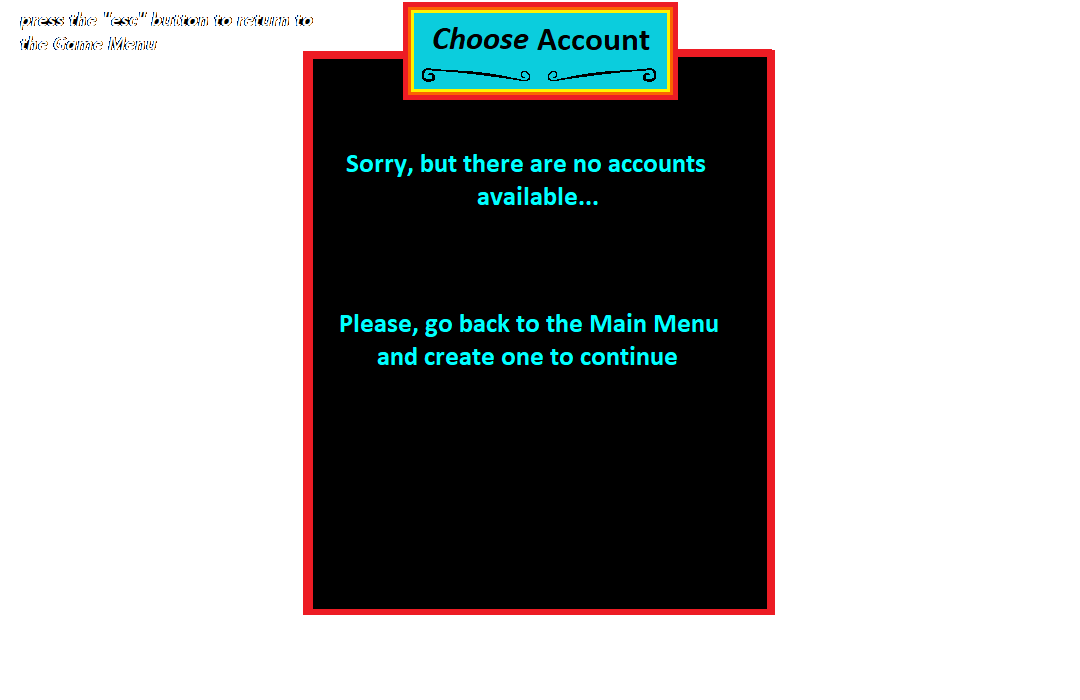 press the "esc" button to return to
the Game Menu
Choose Account
Sorry, but there are no accounts
available...
Please, go back to the Main Menu
and create one to continue